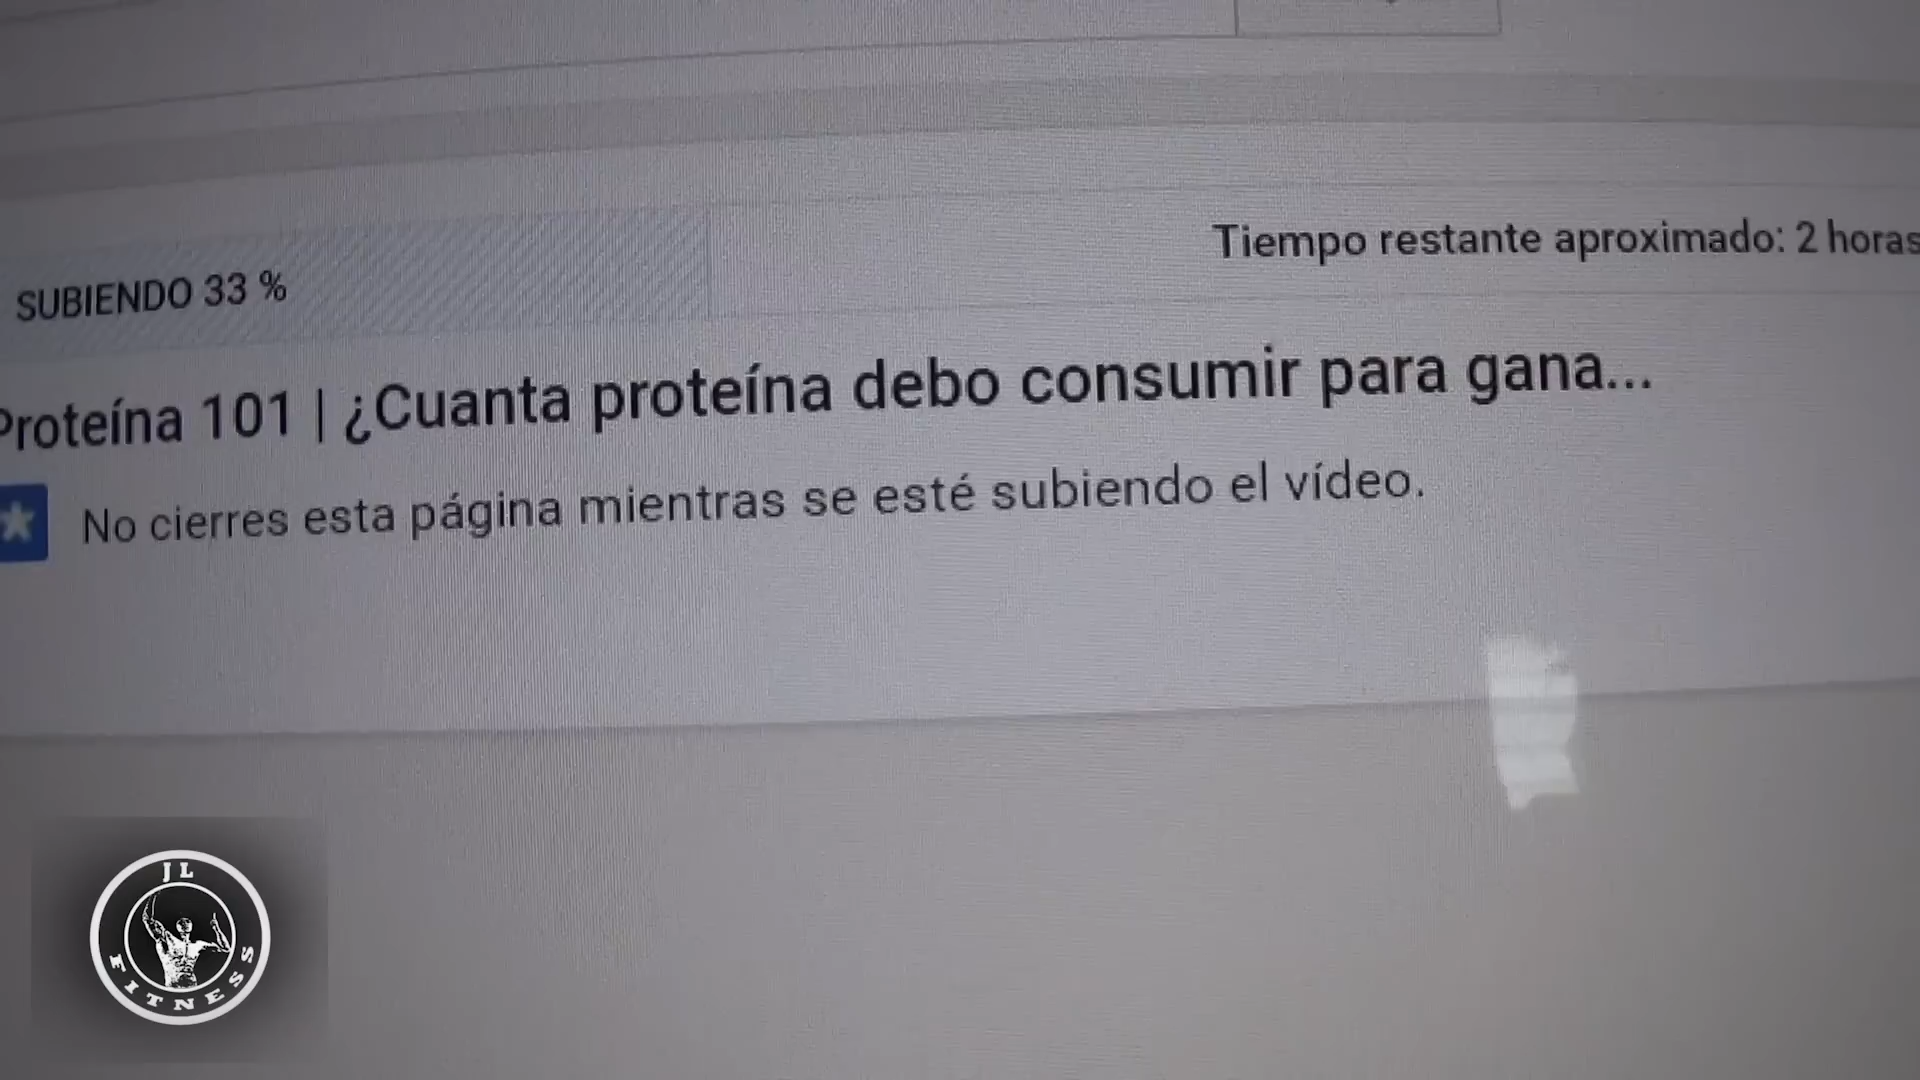 Tiempo restante aproximado: 2 horas
SUBIENDO 33 %
Proteína 101 | ¿Cuanta proteína debo consumir para gana...
No cierres esta página mientras se esté subiendo el vídeo.
JL
FITNESS